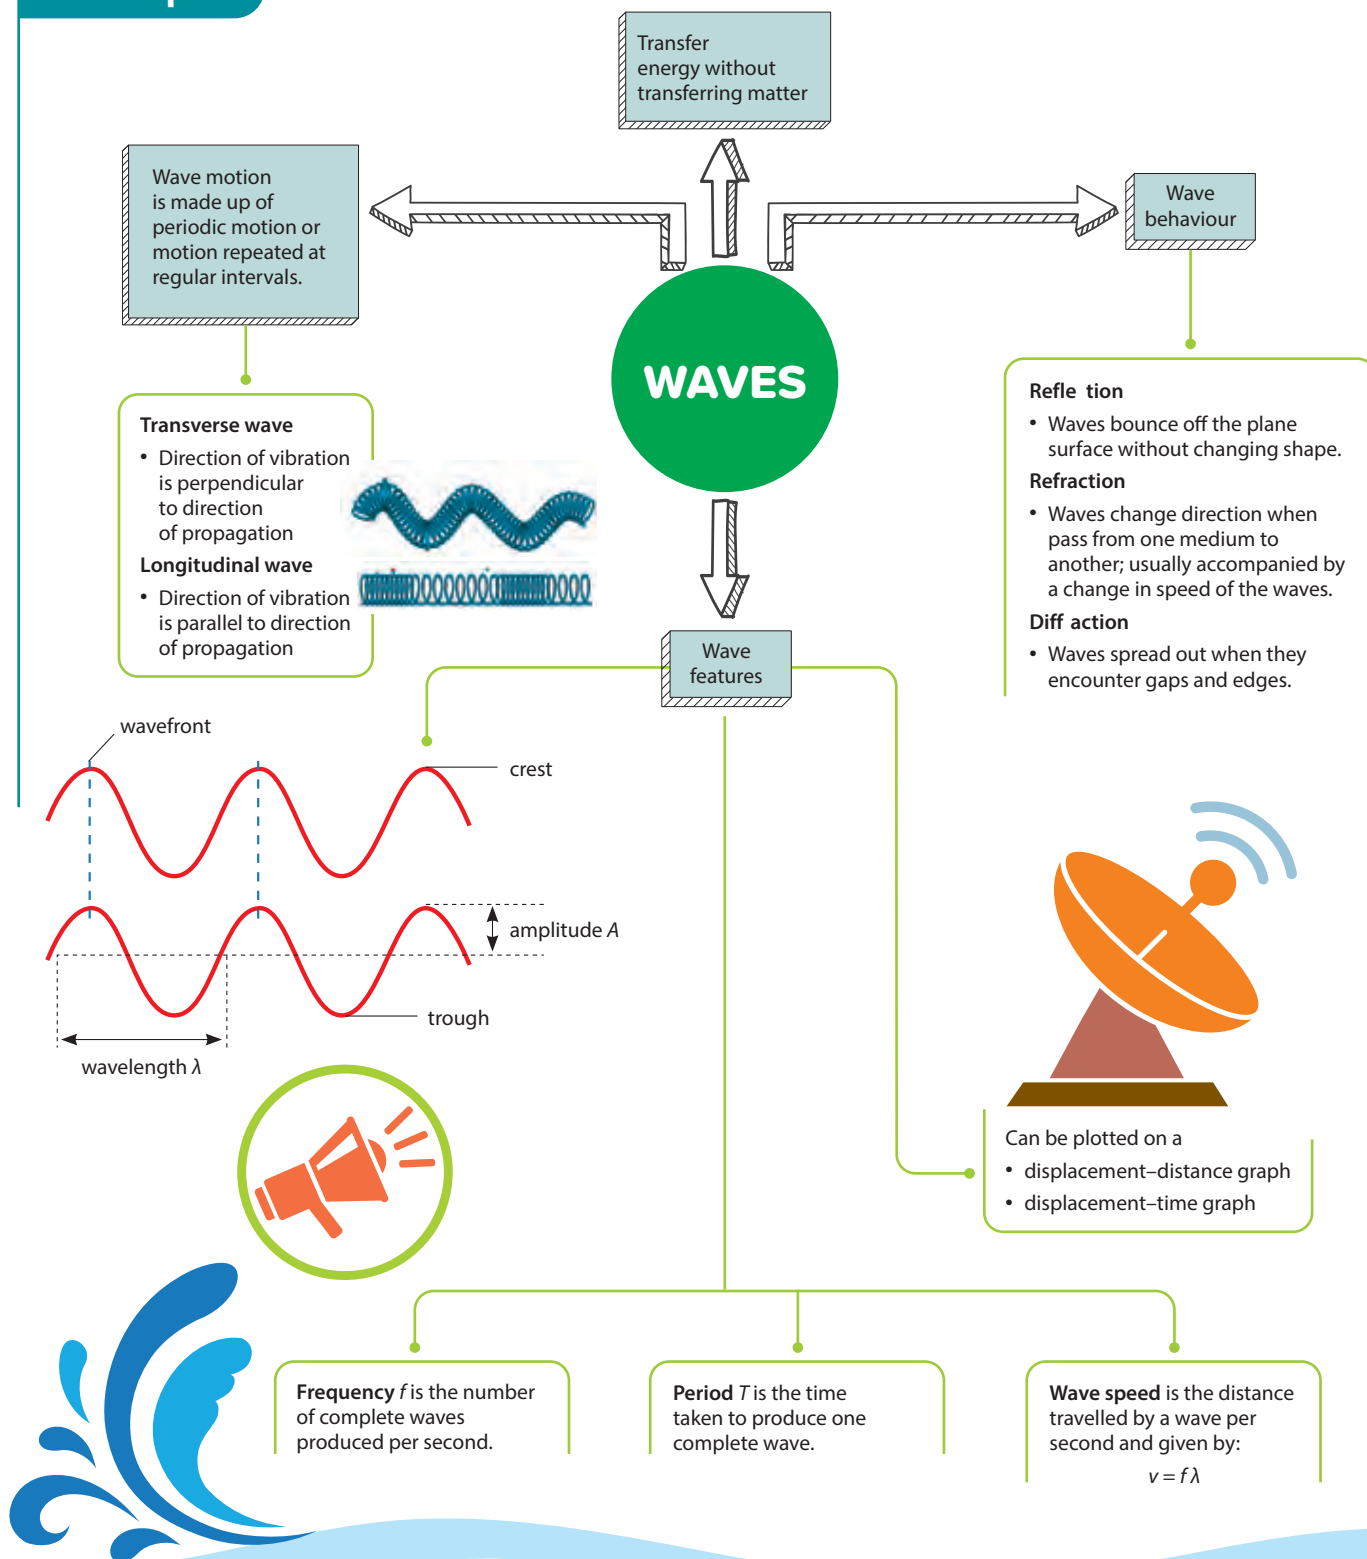 Transfer
energy without
transferring matter
Wave motion
is made up of
periodic motion or
motion repeated at
regular intervals.
Wave
behaviour
WAVES
Transverse wave
• Direction of vibration
is perpendicular
to direction
of propagation
Longitudinal wave
• Direction of vibration
is parallel to direction
of propagation
Refle tion
• Waves bounce off the plane
surface without changing shape.
Refraction
• Waves change direction when
pass from one medium to
another; usually accompanied by
a change in speed of the waves.
Diff action
• Waves spread out when they
encounter gaps and edges.
Wave
features
wavefront
crest
amplitude A
trough
wavelength λ
Can be plotted on a
• displacement–distance graph
• displacement–time graph
Frequency f is the number
of complete waves
produced per second.
Period T is the time
taken to produce one
complete wave.
Wave speed is the distance
travelled by a wave per
second and given by:
v = f λ